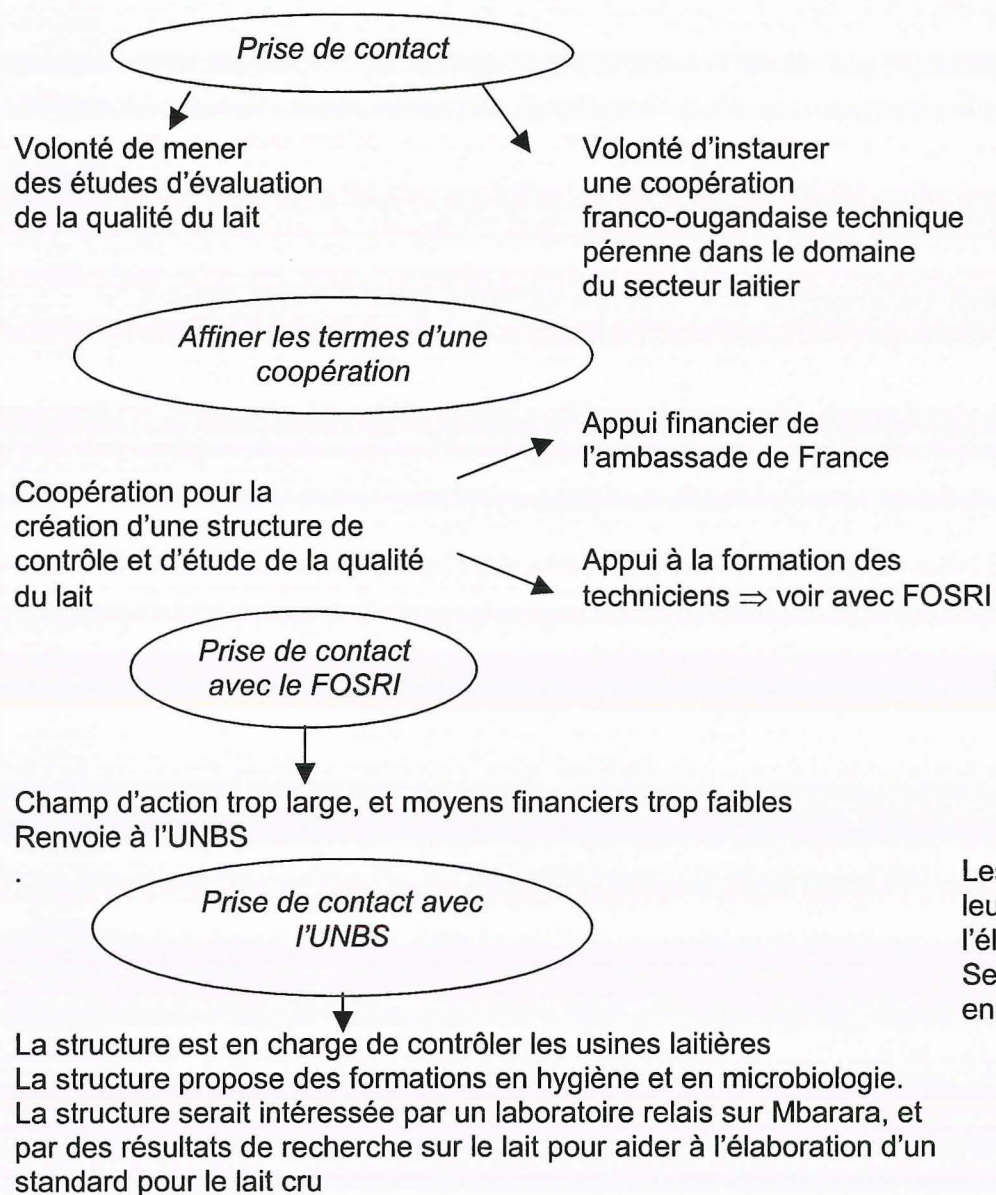 Prise de contact
Volonté de mener
des études d'évaluation
de la qualité du lait
Volonté d'instaurer
une coopération
franco-ougandaise technique
pérenne dans le domaine
du secteur laitier
Affiner les termes d'une
coopération
Appui financier de
l'ambassade de France
Coopération pour la
création d'une structure de
contrôle et d'étude de la qualité
du lait
Appui à la formation des
techniciens ⇒ voir avec FOSRI
Prise de contact
avec le FOSRI
Champ d'action trop large, et moyens financiers trop faibles
Renvoie à l'UNBS
.
Prise de contact avec
l'UNBS
La structure est en charge de contrôler les usines laitières
La structure propose des formations en hygiène et en microbiologie.
La structure serait intéressée par un laboratoire relais sur Mbarara, et
par des résultats de recherche sur le lait pour aider à l'élaboration d'un
standard pour le lait cru
en